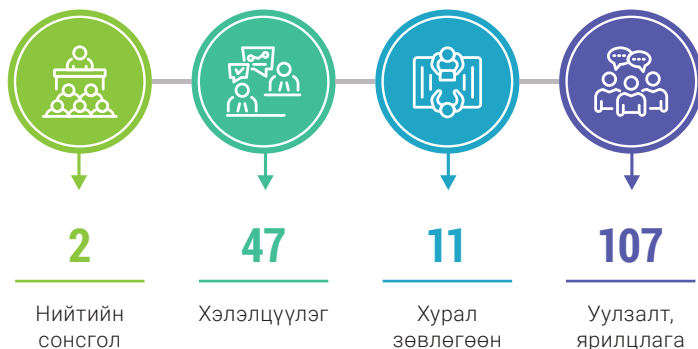 2
47
11
107
Нийтийн
сонсгол
Хэлэлцүүлэг
Хурал
зөвлөгөөн
Уулзалт,
ярилцлага